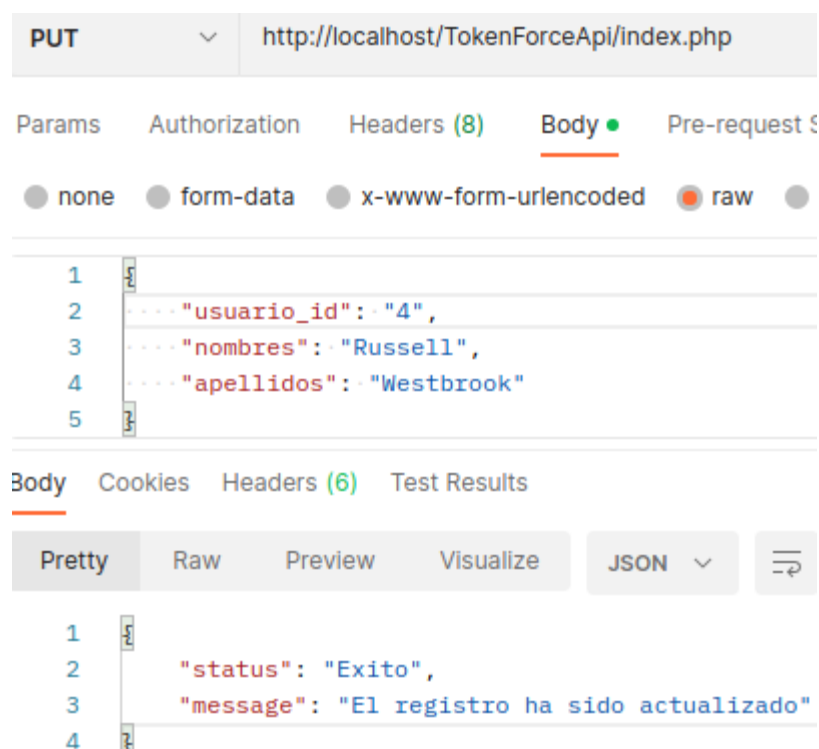 PUT http://localhost/TokenForceApi/index.php
Params Authorization Headers (8) Body Pre-request S
none form-data x-www-form-urlencoded raw
1 {
2 "usuario_id": "4",
3 "nombres": "Russell",
4 "apellidos": "Westbrook"
5 }
Body Cookies Headers (6) Test Results
Pretty Raw Preview Visualize JSON
1 {
2 "status": "Exito",
3 "message": "El registro ha sido actualizado"
4 }